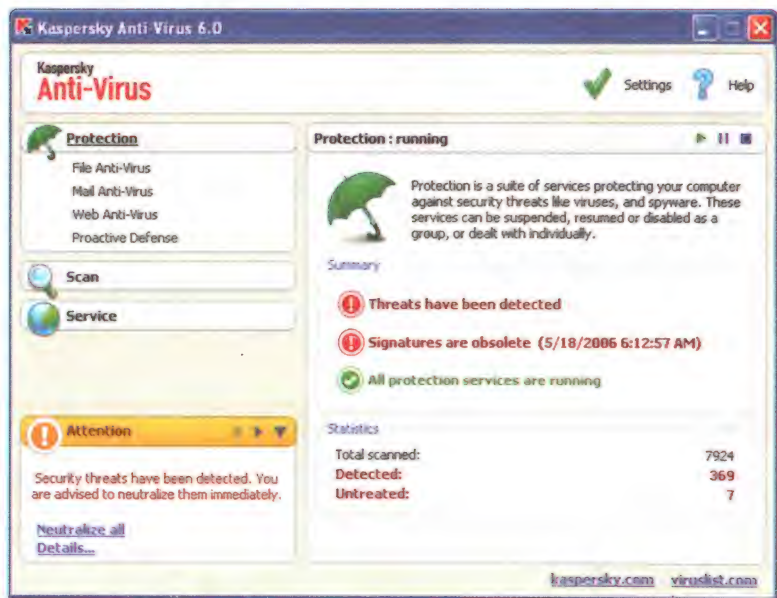 Kaspersky Anti-Virus 6.0
Kaspersky
Anti-Virus
Settings
Help
Protection
File Anti-Virus
Mail Anti-Virus
Web Anti-Virus
Proactive Defense
Scan
Service
Attention
Security threats have been detected. You
are advised to neutralize them immediately.
Neutralize all
Details...
Protection : running
Protection is a suite of services protecting your computer
against security threats like viruses, and spyware. These
services can be suspended, resumed or disabled as a
group, or dealt with individually.
Summary
Threats have been detected
Signatures are obsolete (5/18/2006 6:12:57 AM)
All protection services are running
Statistics
Total scanned: 7924
Detected: 369
Untreated: 7
kaspersky.com viruslist.com